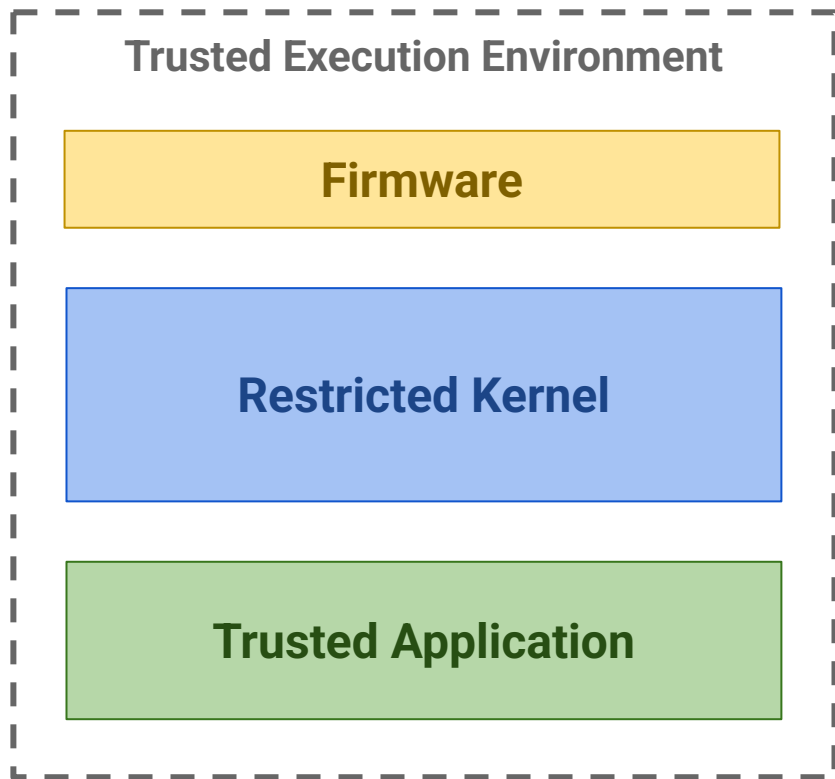 Trusted Execution Environment
Firmware
Restricted Kernel
Trusted Application